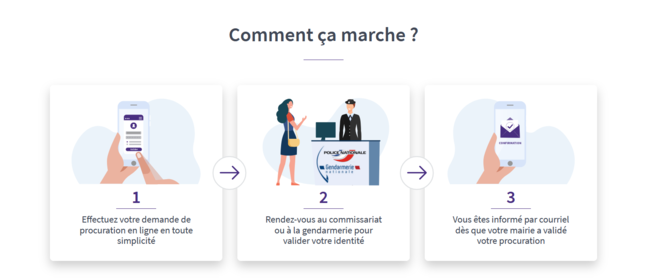 Comment ça marche ?
1
Effectuez votre demande de
procuration en ligne en toute
simplicité
POLICE NATIONALE
Gendarmerie
nationale
2
Rendez-vous au commissariat
ou à la gendarmerie pour
valider votre identité
3
Vous êtes informé par courriel
dès que votre mairie a validé
votre procuration